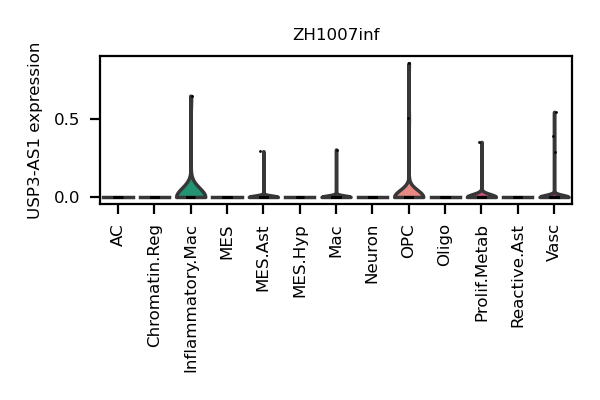 ZH1007inf
USP3-AS1 expression
0.5
0.0
AC
Chromatin.Reg
Inflammatory.Mac
MES
MES.Ast
MES.Hyp
Mac
Neuron
OPC
Oligo
Prolif.Metab
Reactive.Ast
Vasc